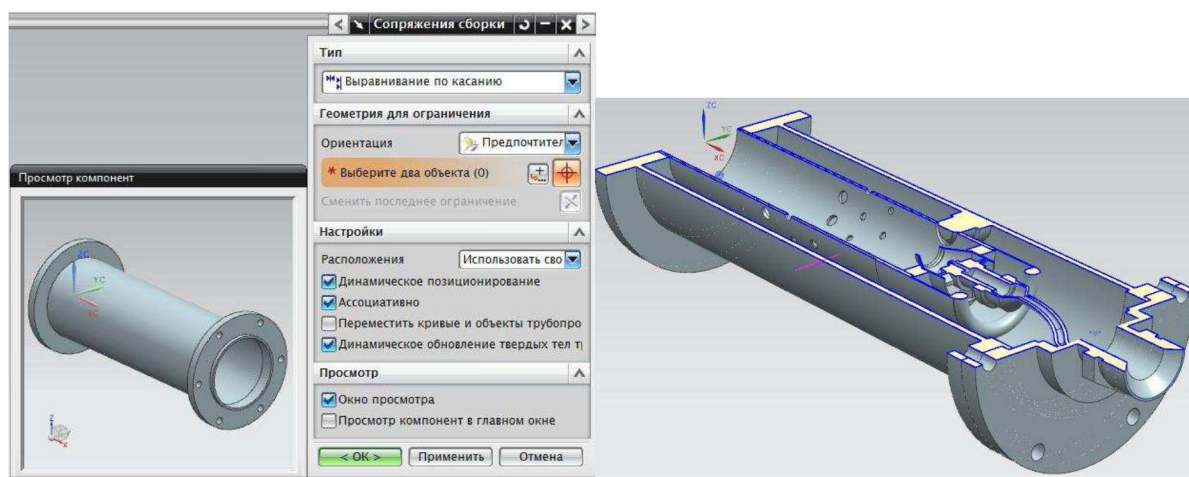 Сопряжения сборки
Тип
Выравнивание по касанию
Геометрия для ограничения
Ориентация Предпочтител
* Выберите два объекта (0)
Сменить последнее ограничение
Настройки
Расположения Использовать сво
Динамическое позиционирование
Ассоциативно
Переместить кривые и объекты трубопро
Динамическое обновление твердых тел т
Просмотр
Окно просмотра
Просмотр компонент в главном окне
< OK > Применить Отмена
Просмотр компонент
ZC
YC
XC
Z
X
ZC
YC
XC